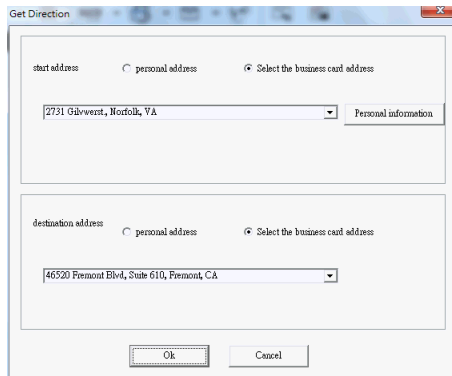 Get Direction
start address
personal address
Select the business card address
2731 Gilvwerst., Norfolk, VA
Personal information
destination address
personal address
Select the business card address
46520 Fremont Blvd, Suite 610, Fremont, CA
Ok
Cancel